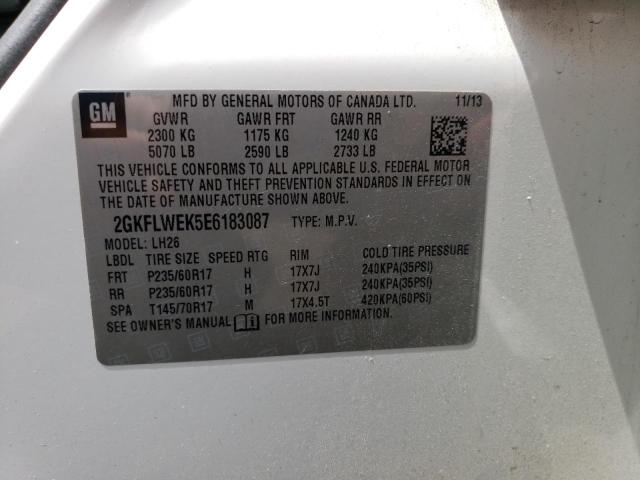 GM
MFD BY GENERAL MOTORS OF CANADA LTD. 11/13
GVWR GAWR FRT GAWR RR
2300 KG 1175 KG 1240 KG
5070 LB 2590 LB 2733 LB
THIS VEHICLE CONFORMS TO ALL APPLICABLE U.S. FEDERAL MOTOR
VEHICLE SAFETY AND THEFT PREVENTION STANDARDS IN EFFECT ON
THE DATE OF MANUFACTURE SHOWN ABOVE.
2GKFLWEK5E6183087 TYPE: M.P.V.
MODEL: LH26
LBDL TIRE SIZE SPEED RTG RIM COLD TIRE PRESSURE
FRT P235/60R17 H 17X7J 240KPA(35PSI)
RR P235/60R17 H 17X7J 240KPA(35PSI)
SPA T145/70R17 M 17X4.5T 420KPA(60PSI)
SEE OWNER'S MANUAL FOR MORE INFORMATION.